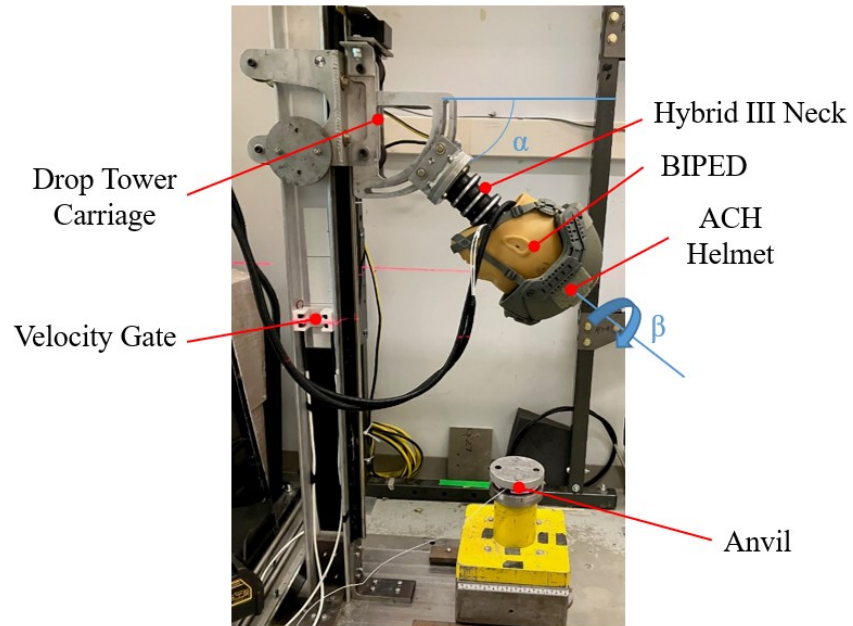 Hybrid III Neck
α
BIPED
Drop Tower
Carriage
ACH
Helmet
Velocity Gate
β
Anvil